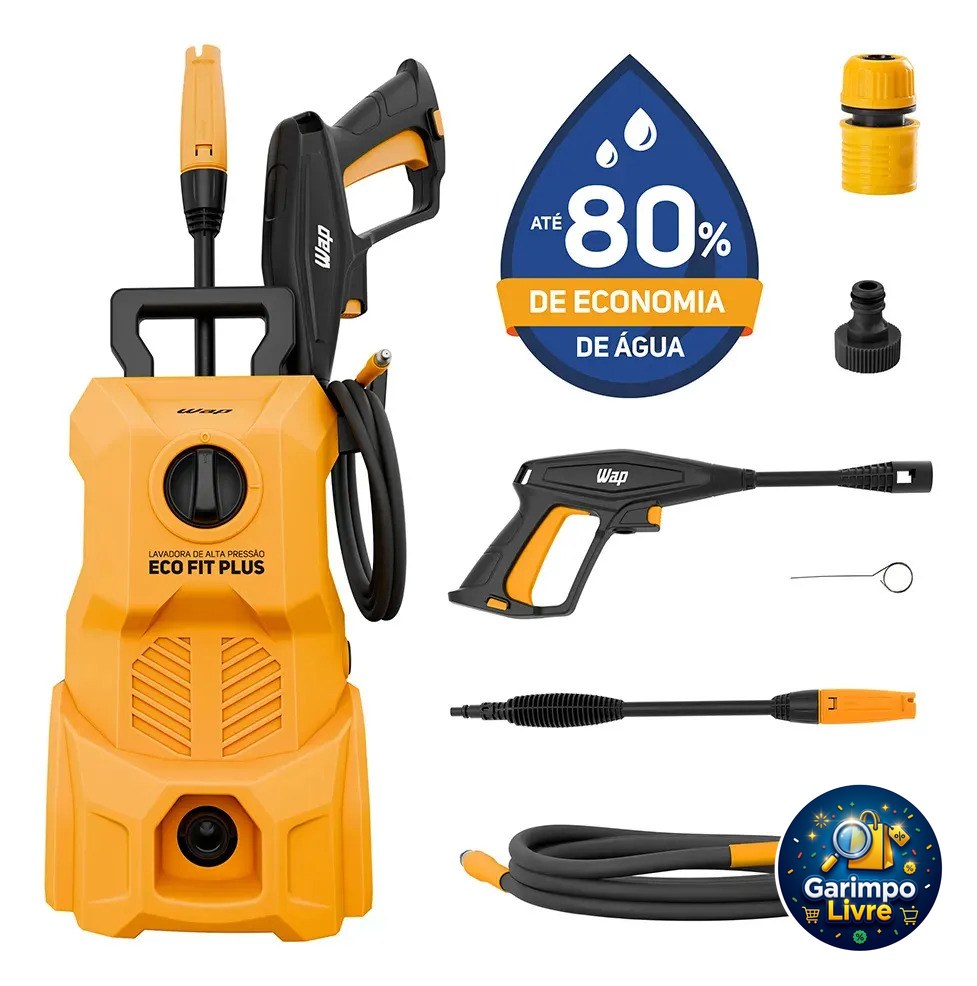 Wap
Wap
LAVADORA DE ALTA PRESSÃO
ECO FIT PLUS
ATÉ 80%
DE ECONOMIA
DE ÁGUA
Wap
Garimpo
Livre